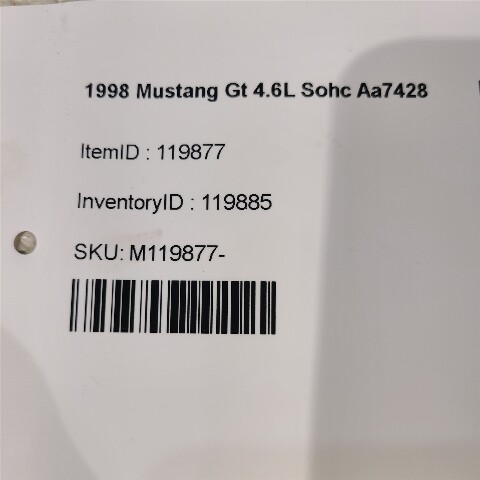 1998 Mustang Gt 4.6L Sohc Aa7428
ItemID : 119877
InventoryID : 119885
SKU: M119877-